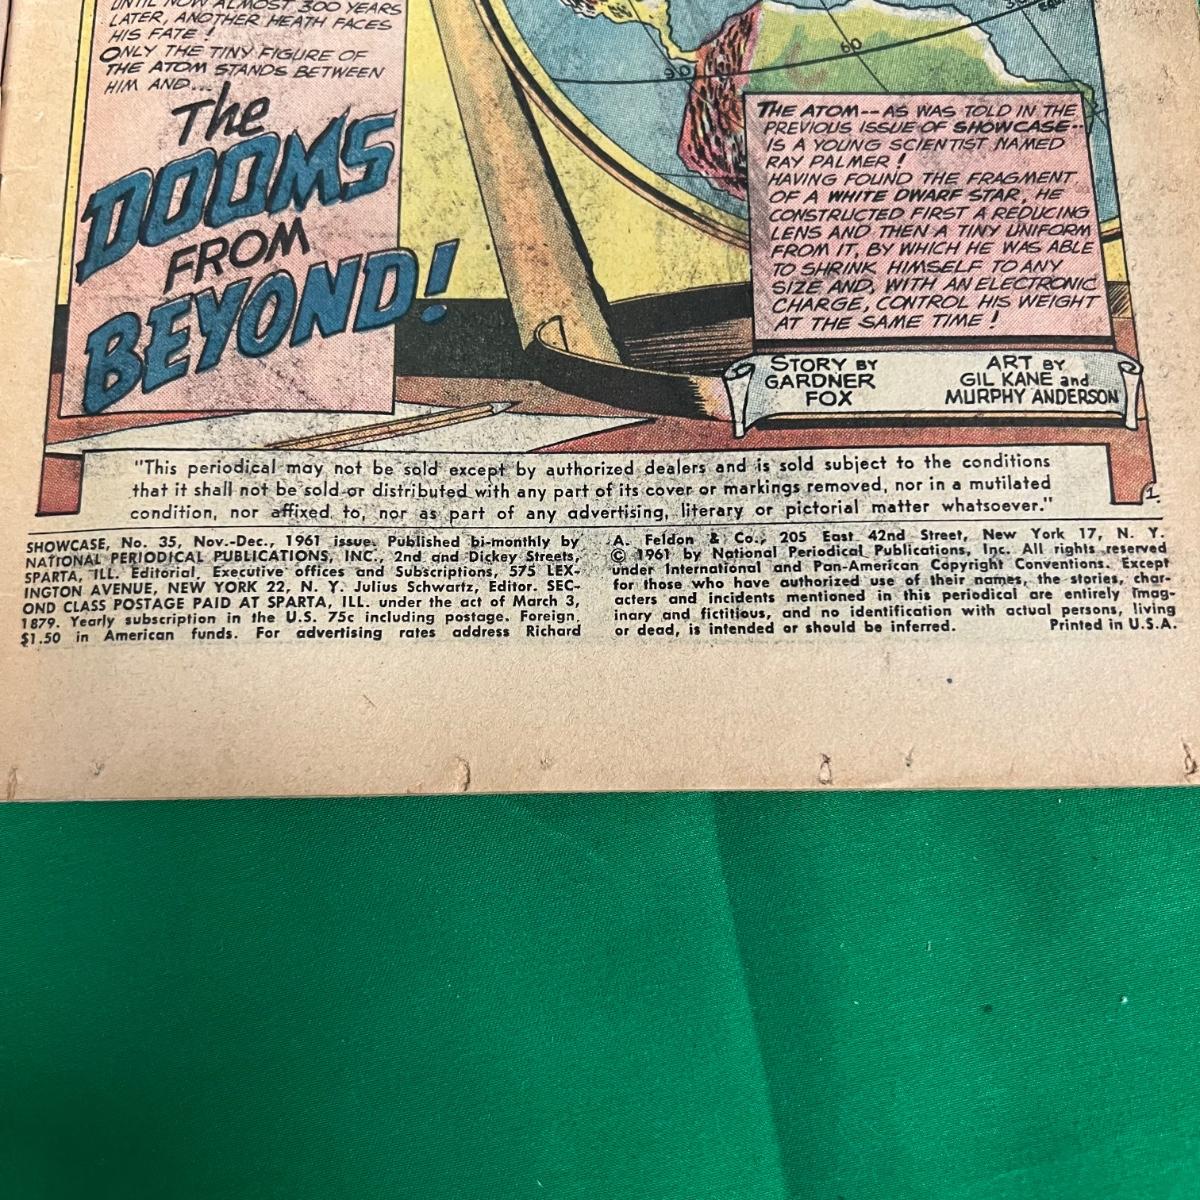 UNTIL NOW ALMOST 300 YEARS
LATER, ANOTHER HEATH FACES
HIS FATE!
ONLY THE TINY FIGURE OF
THE ATOM STANDS BETWEEN
HIM AND...
The
DOOMS
FROM
BEYOND!
90
60
THE ATOM--AS WAS TOLD IN THE
PREVIOUS ISSUE OF SHOWCASE--
IS A YOUNG SCIENTIST NAMED
RAY PALMER!
HAVING FOUND THE FRAGMENT
OF A WHITE DWARF STAR, HE
CONSTRUCTED FIRST A REDUCING
LENS AND THEN A TINY UNIFORM
FROM IT, BY WHICH HE WAS ABLE
TO SHRINK HIMSELF TO ANY
SIZE AND, WITH AN ELECTRONIC
CHARGE, CONTROL HIS WEIGHT
AT THE SAME TIME!
STORY BY
GARDNER
FOX
ART BY
GIL KANE and
MURPHY ANDERSON
"This periodical may not be sold except by authorized dealers and is sold subject to the conditions
that it shall not be sold or distributed with any part of its cover or markings removed, nor in a mutilated
condition, nor affixed to, nor as part of any advertising, literary or pictorial matter whatsoever."
1
SHOWCASE, No. 35, Nov.-Dec., 1961 issue. Published bi-monthly by
NATIONAL PERIODICAL PUBLICATIONS, INC., 2nd and Dickey Streets,
SPARTA, ILL. Editorial, Executive offices and Subscriptions, 575 LEX-
INGTON AVENUE, NEW YORK 22, N. Y. Julius Schwartz, Editor. SEC-
OND CLASS POSTAGE PAID AT SPARTA, ILL. under the act of March 3,
1879. Yearly subscription in the U.S. 75c including postage. Foreign,
$1.50 in American funds. For advertising rates address Richard
A. Feldon & Co., 205 East 42nd Street, New York 17, N. Y.
© 1961 by National Periodical Publications, Inc. All rights reserved
under International and Pan-American Copyright Conventions. Except
for those who have authorized use of their names, the stories, char-
acters and incidents mentioned in this periodical are entirely imag-
inary and fictitious, and no identification with actual persons, living
or dead, is intended or should be inferred. Printed in U.S.A.